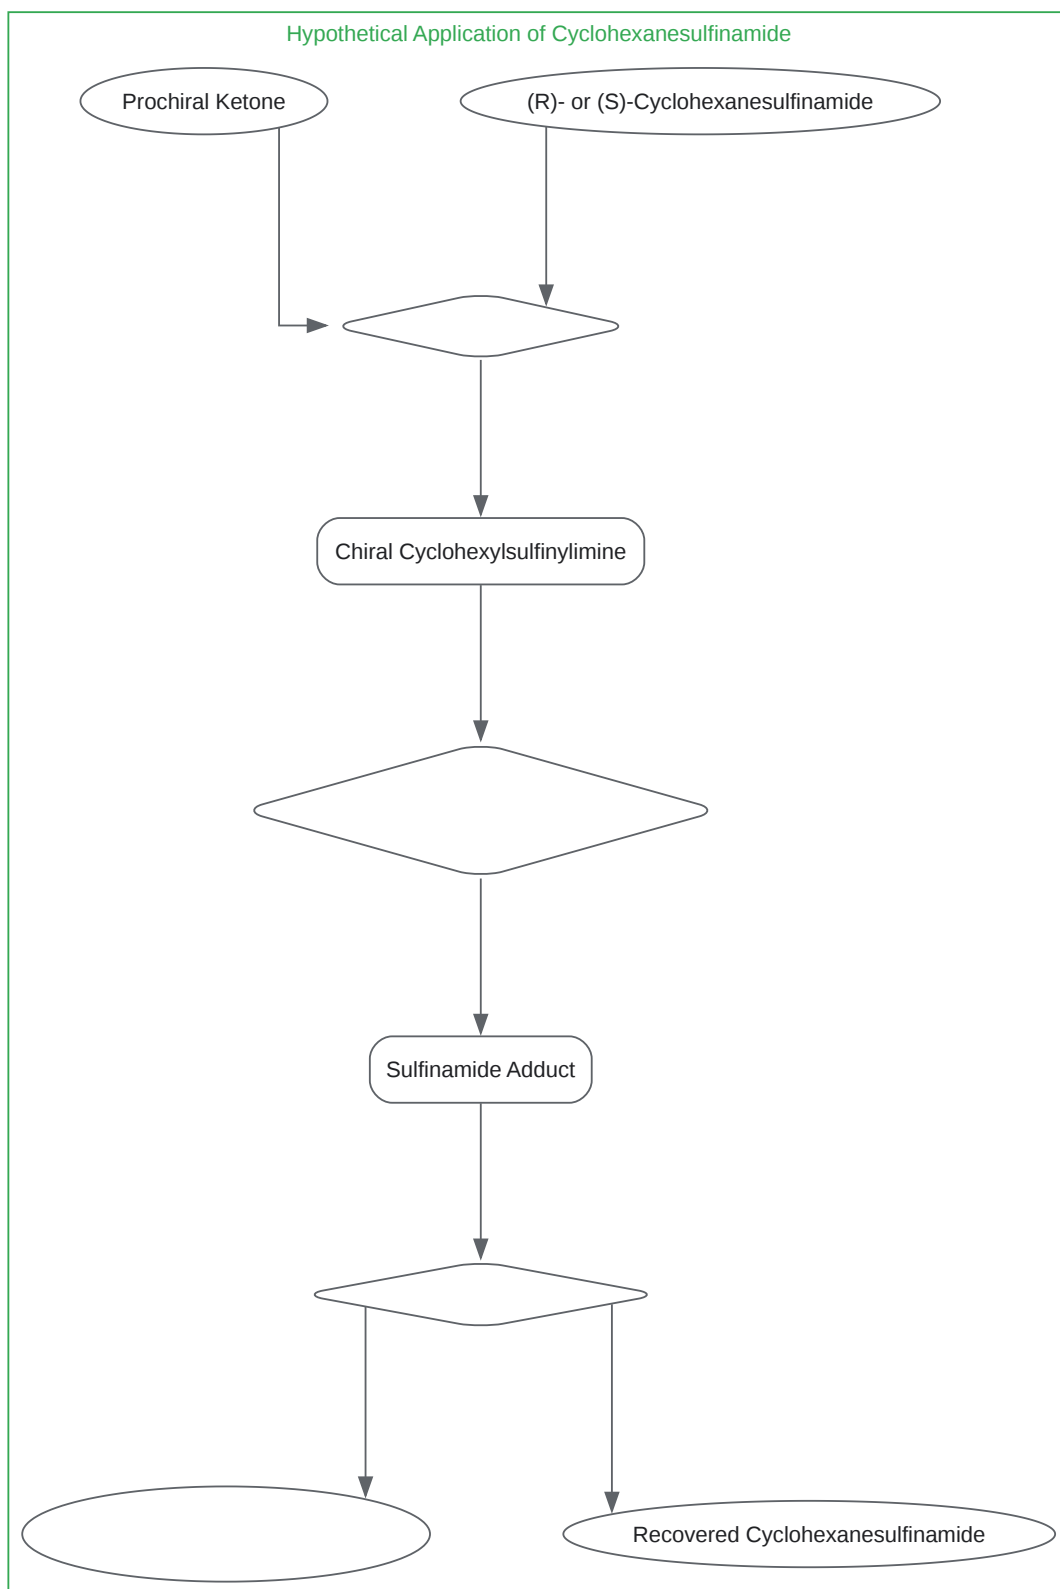 Hypothetical Application of Cyclohexanesulfinamide
Prochiral Ketone
(R)- or (S)-Cyclohexanesulfinamide
Chiral Cyclohexylsulfinylimine
Sulfinamide Adduct
Recovered Cyclohexanesulfinamide